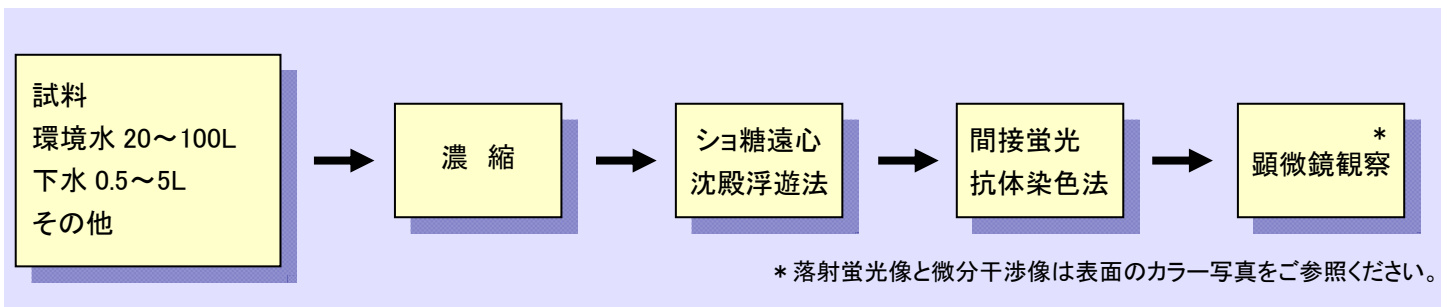 試料
環境水 20～100L
下水 0.5～5L
その他
濃 縮
ショ糖遠心
沈殿浮遊法
間接蛍光
抗体染色法
*
顕微鏡観察
* 落射蛍光像と微分干渉像は表面のカラー写真をご参照ください。